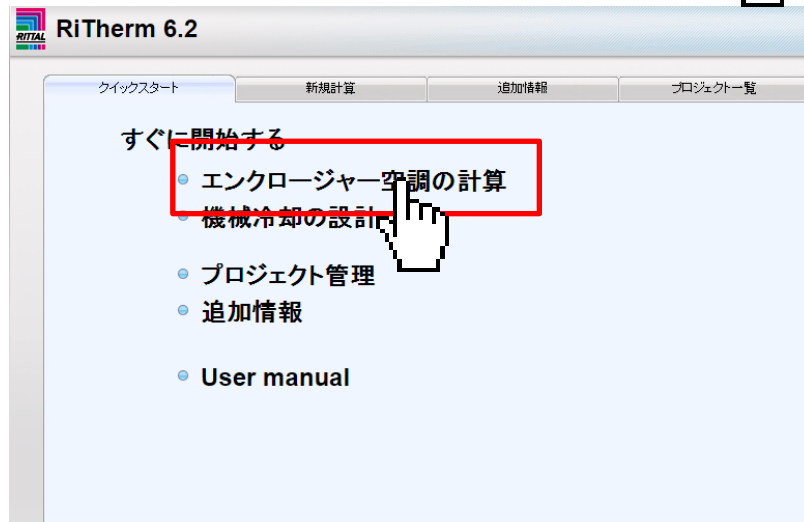 RITTAL
RiTherm 6.2
クイックスタート
新規計算
追加情報
プロジェクト一覧
すぐに開始する
エンクロージャー空調の計算
機械冷却の設計
プロジェクト管理
追加情報
User manual